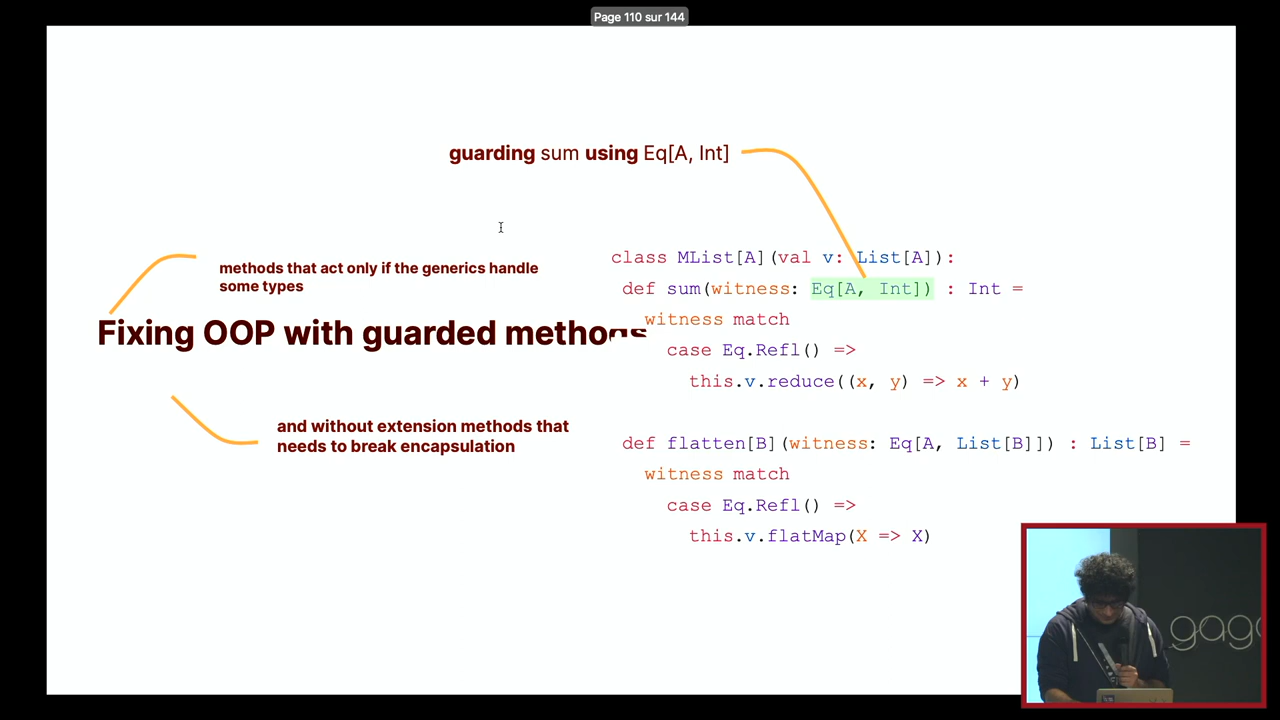 Page 110 sur 144
guarding sum using Eq[A, Int]
methods that act only if the generics handle
some types
Fixing OOP with guarded methods
and without extension methods that
needs to break encapsulation
class MList[A](val v: List[A]):
def sum(witness: Eq[A, Int]) : Int =
witness match
case Eq.Refl() =>
this.v.reduce((x, y) => x + y)
def flatten[B](witness: Eq[A, List[B]]) : List[B] =
witness match
case Eq.Refl() =>
this.v.flatMap(X => X)